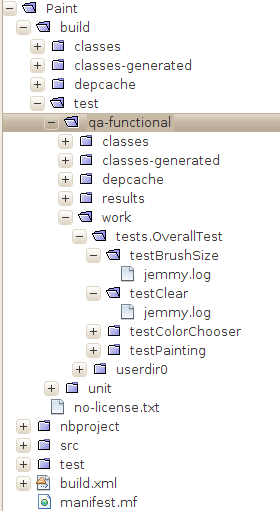 Paint
build
classes
classes-generated
depcache
test
qa-functional
classes
classes-generated
depcache
results
work
tests.OverallTest
testBrushSize
jemmy.log
testClear
jemmy.log
testColorChooser
testPainting
userdir0
unit
no-license.txt
nbproject
src
test
build.xml
manifest.mf